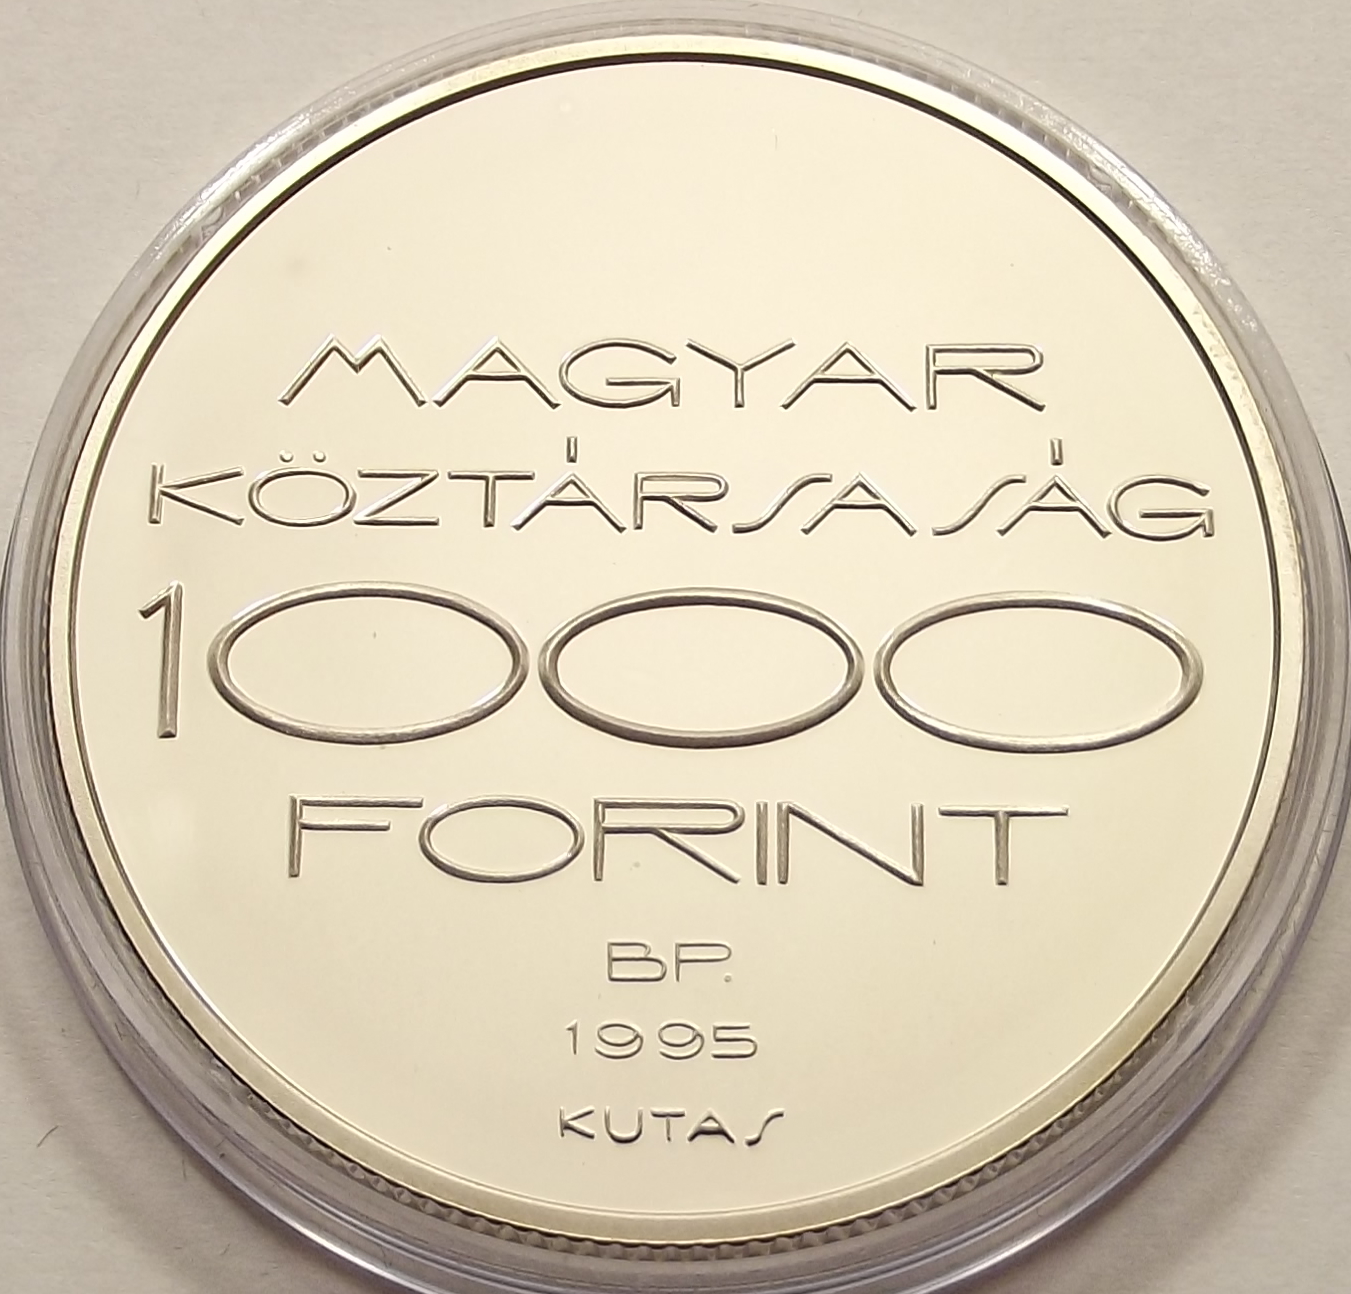 MAGYAR
KÖZTÁRSASÁG
1000
FORINT
BP.
1995
KUTAS